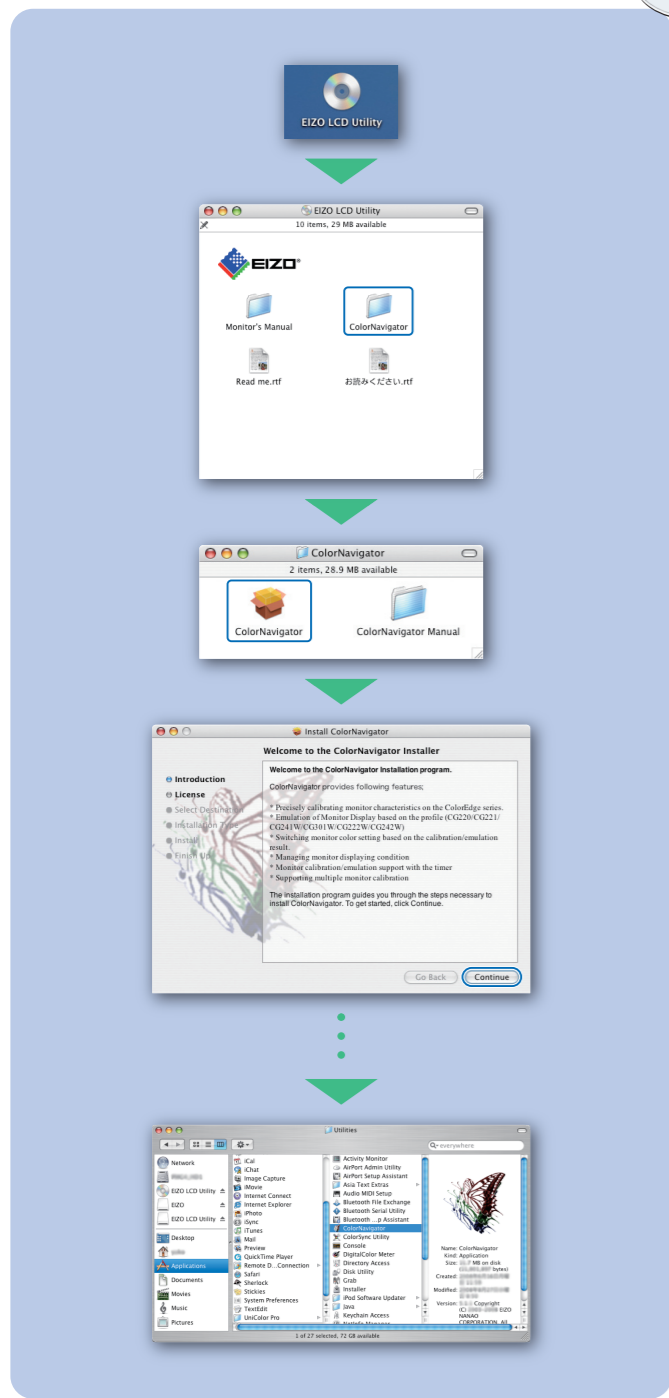 EIZO LCD Utility
EIZO LCD Utility
10 items, 29 MB available
EIZO®
Monitor's Manual
ColorNavigator
Read me.rtf
お読みください.rtf
ColorNavigator
2 items, 28.9 MB available
ColorNavigator
ColorNavigator Manual
Install ColorNavigator
Welcome to the ColorNavigator Installer
Introduction
License
Select Destination
Installation Type
Install
Finish Up
Welcome to the ColorNavigator Installation program.
ColorNavigator provides following features;
* Precisely calibrating monitor characteristics on the ColorEdge series.
* Emulation of Monitor Display based on the profile (CG220/CG221/
CG241W/CG301W/CG222W/CG242W)
* Switching monitor color setting based on the calibration/emulation
result.
* Managing monitor displaying condition
* Monitor calibration/emulation support with the timer
* Supporting multiple monitor calibration
The installation program guides you through the steps necessary to
install ColorNavigator. To get started, click Continue.
Go Back
Continue
Utilities
everywhere
Network
EIZO LCD Utility
EIZO
EIZO LCD Utility
Desktop
Applications
Documents
Movies
Music
Pictures
iCal
iChat
Image Capture
iMovie
Internet Connect
Internet Explorer
iPhoto
iSync
iTunes
Mail
Preview
QuickTime Player
Remote D...Connection
Safari
Sherlock
Stickies
System Preferences
TextEdit
UniColor Pro
Activity Monitor
AirPort Admin Utility
AirPort Setup Assistant
Asia Text Extras
Audio MIDI Setup
Bluetooth File Exchange
Bluetooth Serial Utility
Bluetooth ...p Assistant
ColorNavigator
ColorSync Utility
Console
DigitalColor Meter
Directory Access
Disk Utility
Grab
Installer
iPod Software Updater
Java
Keychain Access
NetInfo Manager
Name: ColorNavigator
Kind: Application
Size: MB on disk
bytes)
Created:
Modified:
Version: Copyright
(C) EIZO
NANAO
CORPORATION. All
1 of 27 selected, 72 GB available